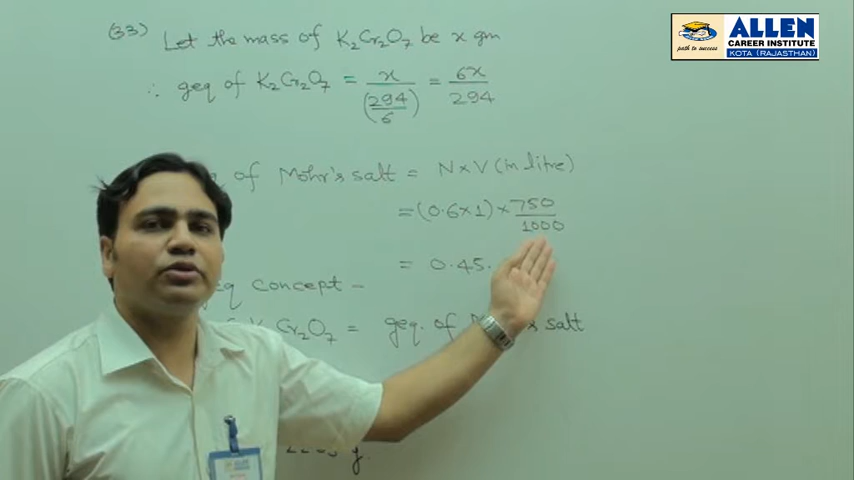 ALLEN
CAREER INSTITUTE
KOTA (RAJASTHAN)
path to success
(33) Let the mass of K₂Cr₂O₇ be x gm
∴ geq of K₂Cr₂O₇ = x/(294/6) = 6x/294
of Mohr's salt = N×V (in litre)
= (0.6×1) × 750/1000
= 0.45.
geq concept -
Cr₂O₇ = geq. of salt
ALLEN